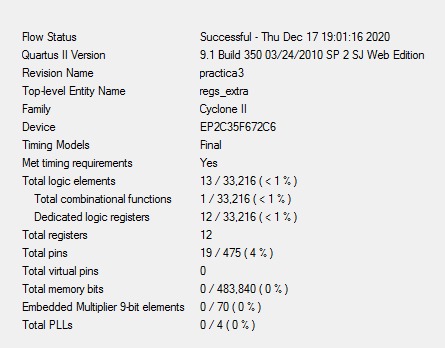 Flow Status Successful - Thu Dec 17 19:01:16 2020
Quartus II Version 9.1 Build 350 03/24/2010 SP 2 SJ Web Edition
Revision Name practica3
Top-level Entity Name regs_extra
Family Cyclone II
Device EP2C35F672C6
Timing Models Final
Met timing requirements Yes
Total logic elements 13 / 33,216 ( < 1 % )
Total combinational functions 1 / 33,216 ( < 1 % )
Dedicated logic registers 12 / 33,216 ( < 1 % )
Total registers 12
Total pins 19 / 475 ( 4 % )
Total virtual pins 0
Total memory bits 0 / 483,840 ( 0 % )
Embedded Multiplier 9-bit elements 0 / 70 ( 0 % )
Total PLLs 0 / 4 ( 0 % )